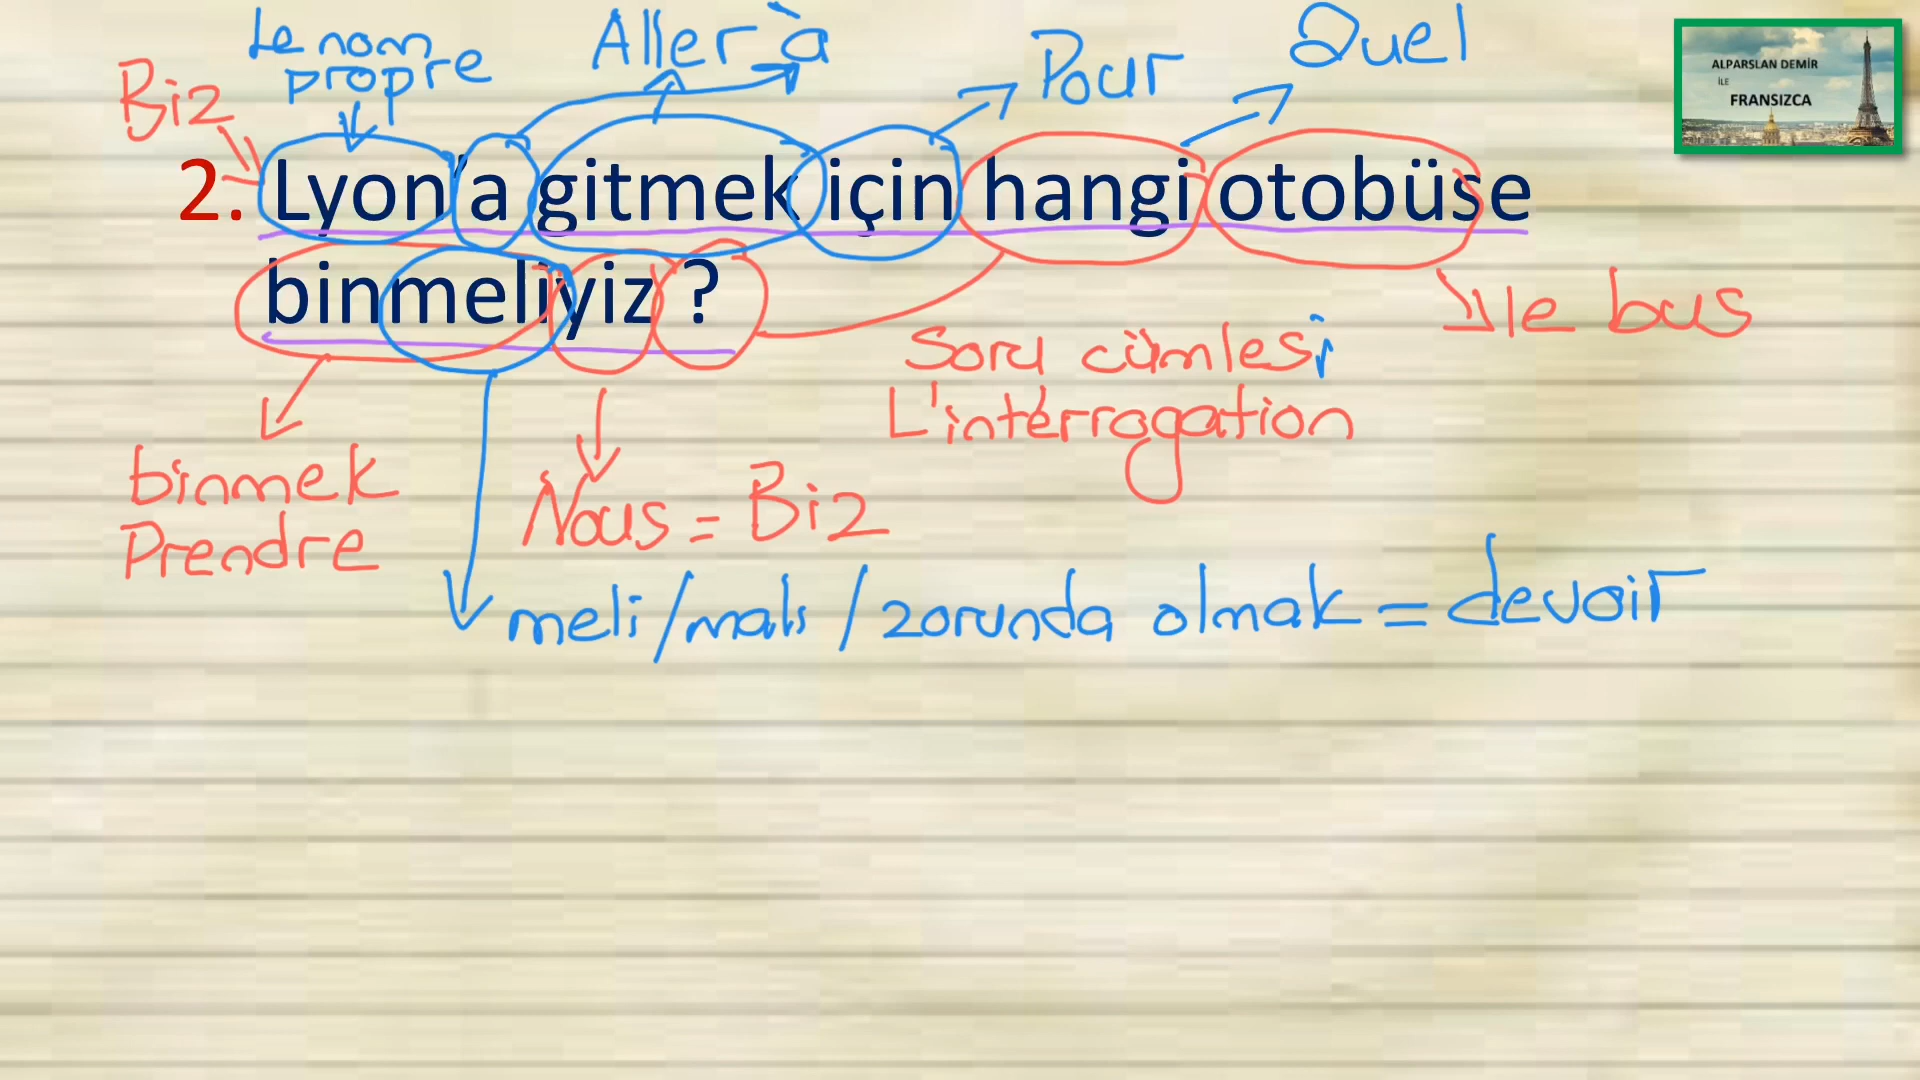 Le nom
propre
Aller à
Pour
Quel
Biz
ALPARSLAN DEMİR
İLE
FRANSIZCA
2. Lyon'a gitmek için hangi otobüse
binmeliyiz ?
le bus
Soru cümlesi
L'intérrogation
binmek
Prendre
Nous = Biz
meli/malı/zorunda olmak = devoir